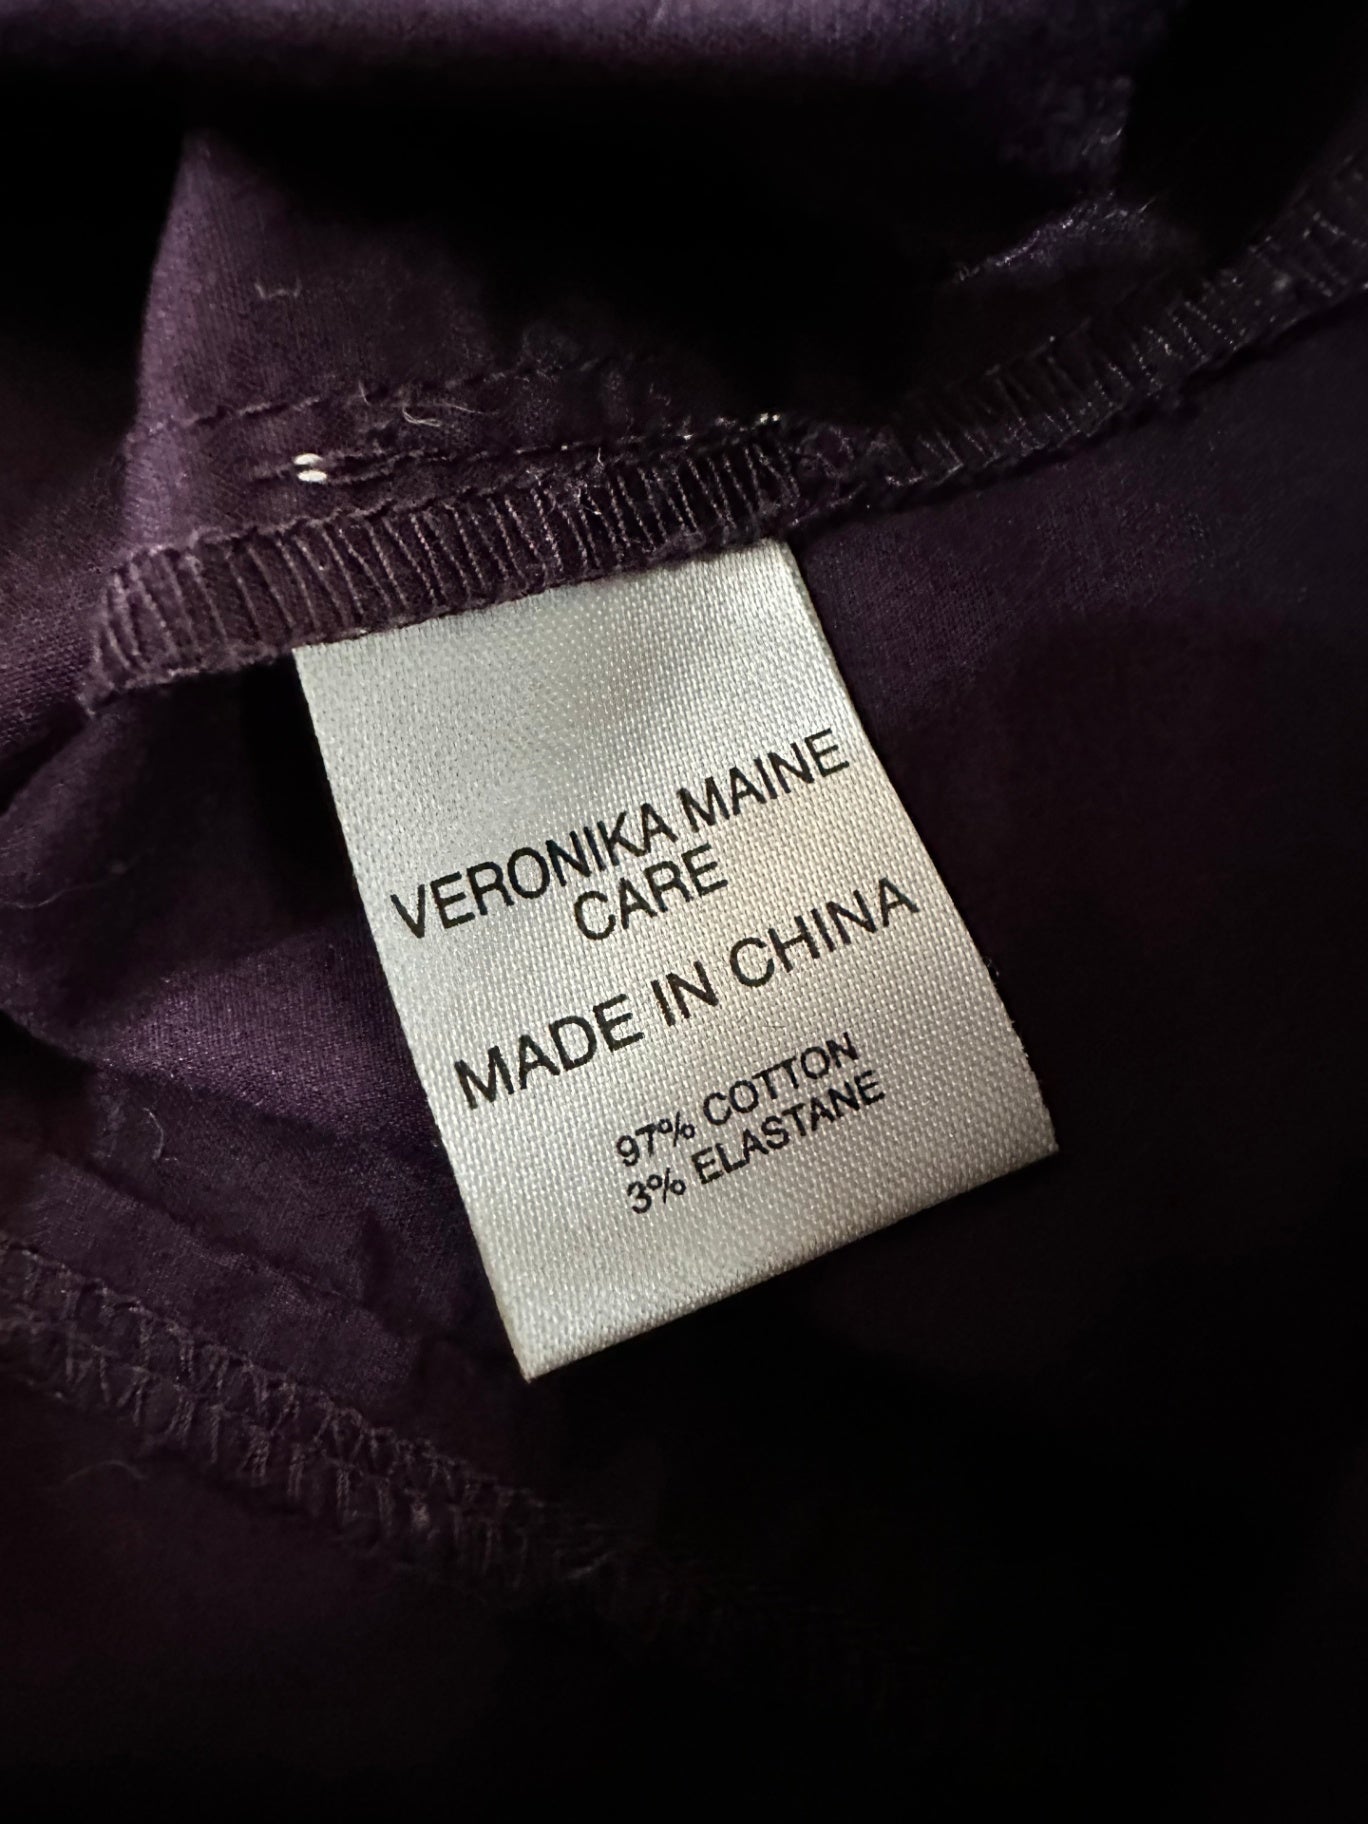 VERONIKA MAINE
CARE
MADE IN CHINA
97% COTTON
3% ELASTANE